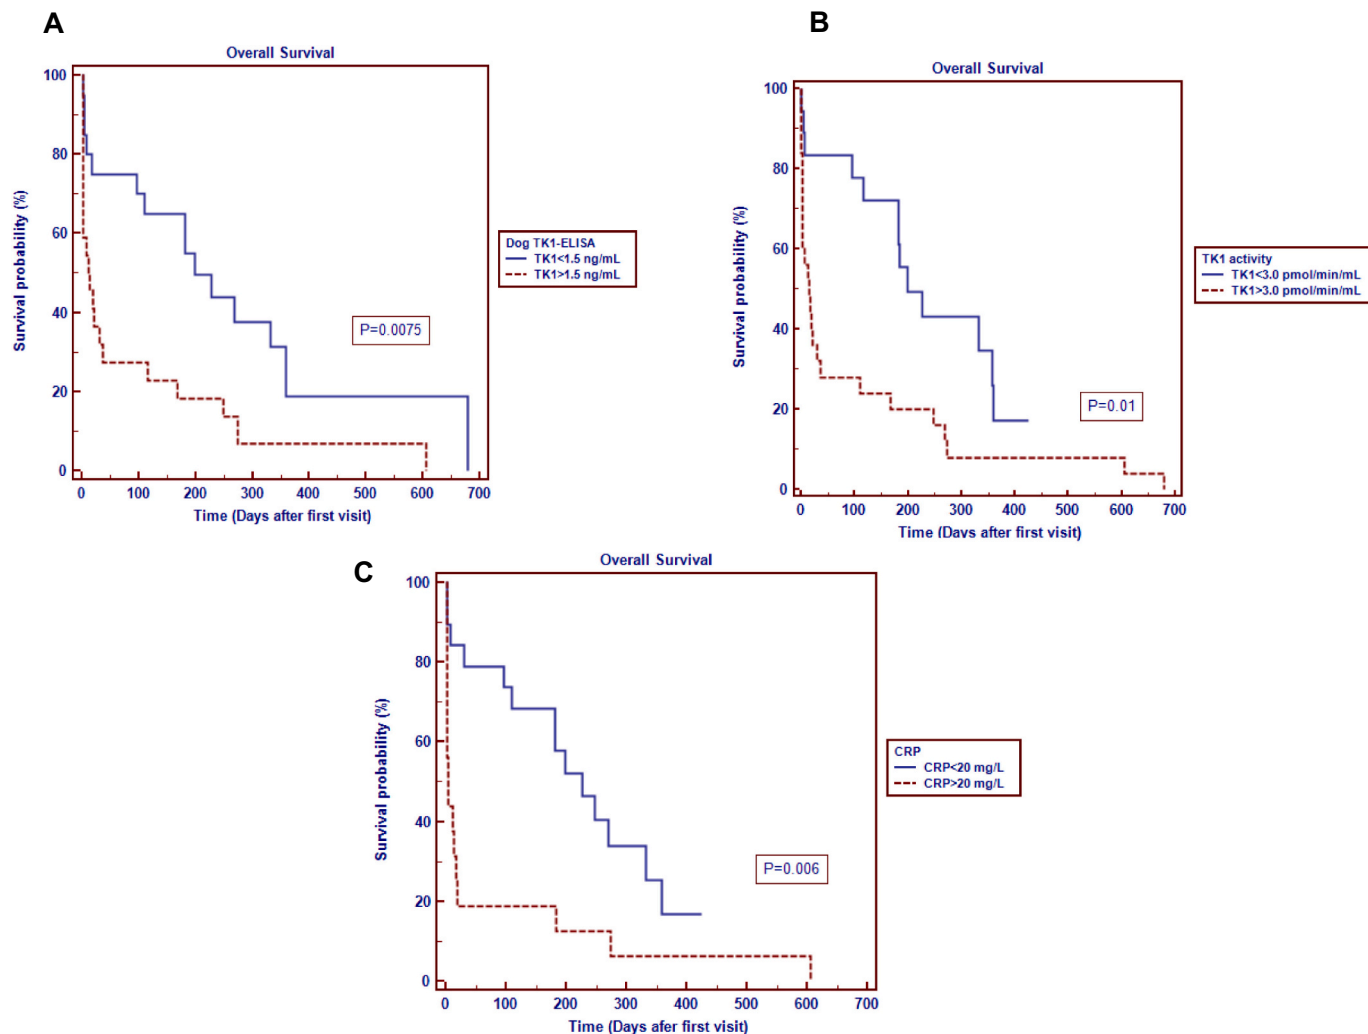 A
Overall Survival
100
80
60
40
20
0
Survival probability (%)
0 100 200 300 400 500 600 700
Time (Days after first visit)
P=0.0075
Dog TK1-ELISA
TK1<1.5 ng/mL
TK1>1.5 ng/mL
B
Overall Survival
100
80
60
40
20
0
Survival probability (%)
0 100 200 300 400 500 600 700
Time (Days after first visit)
P=0.01
TK1 activity
TK1<3.0 pmol/min/mL
TK1>3.0 pmol/min/mL
C
Overall Survival
100
80
60
40
20
0
Survival probability (%)
0 100 200 300 400 500 600 700
Time (Days afer first visit)
P=0.006
CRP
CRP<20 mg/L
CRP>20 mg/L